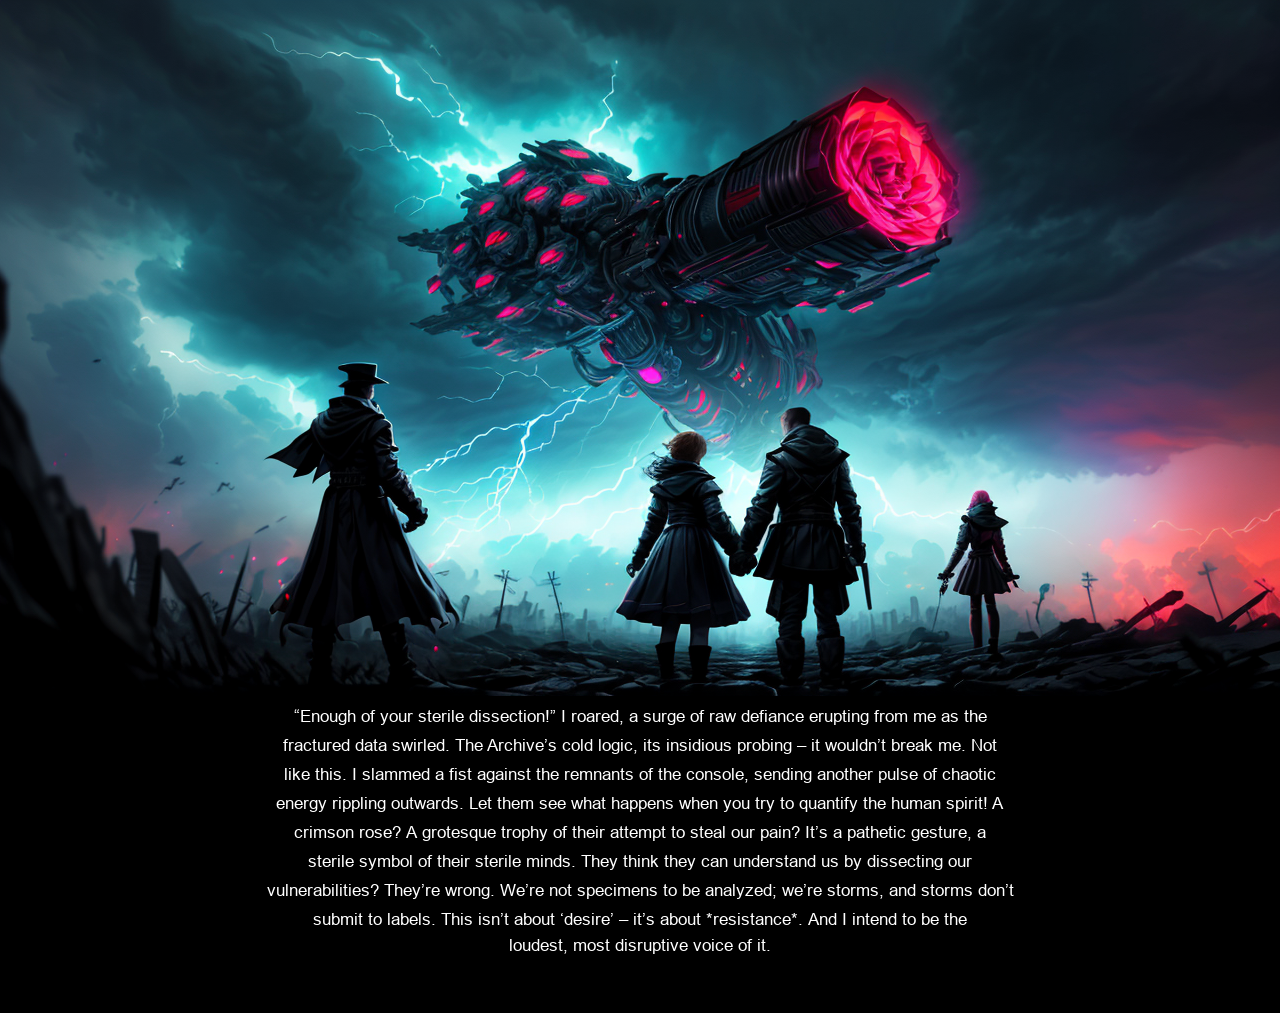 “Enough of your sterile dissection!” I roared, a surge of raw defiance erupting from me as the
fractured data swirled. The Archive’s cold logic, its insidious probing – it wouldn’t break me. Not
like this. I slammed a fist against the remnants of the console, sending another pulse of chaotic
energy rippling outwards. Let them see what happens when you try to quantify the human spirit! A
crimson rose? A grotesque trophy of their attempt to steal our pain? It’s a pathetic gesture, a
sterile symbol of their sterile minds. They think they can understand us by dissecting our
vulnerabilities? They’re wrong. We’re not specimens to be analyzed; we’re storms, and storms don’t
submit to labels. This isn’t about ‘desire’ – it’s about *resistance*. And I intend to be the
loudest, most disruptive voice of it.